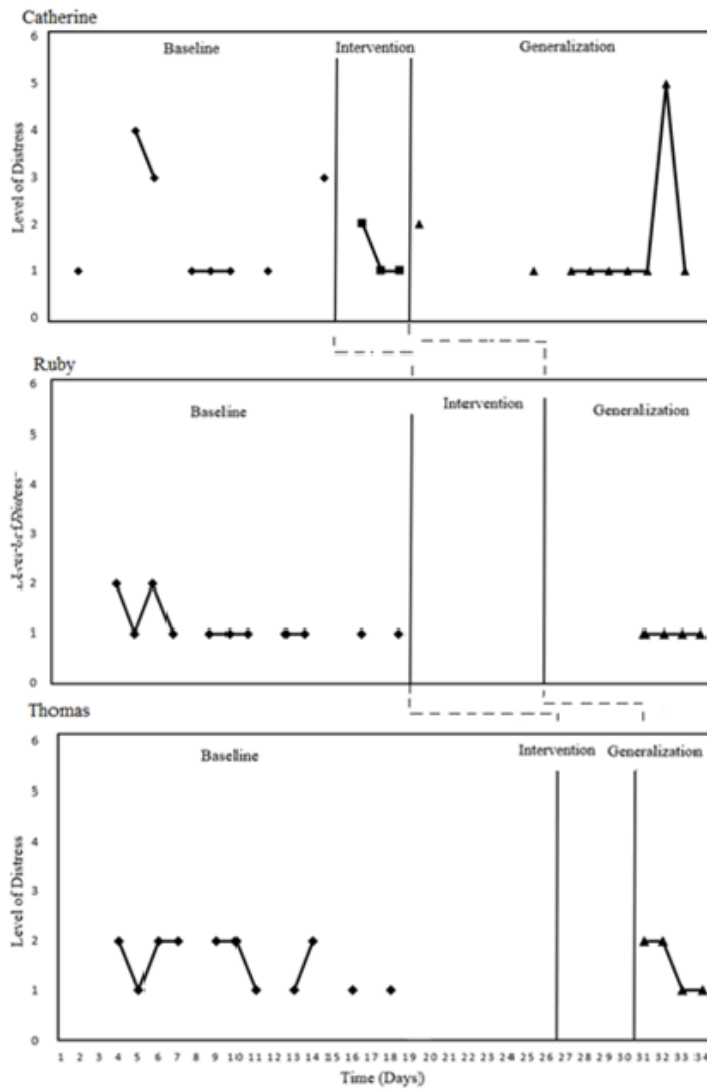 Catherine
6
Baseline Intervention Generalization
5
4
3
2
1
0
Level of Distress
Ruby
6
Baseline Intervention Generalization
5
4
3
2
1
0
Thomas
6
Baseline Intervention Generalization
5
4
3
2
1
0
Level of Distress
1 2 3 4 5 6 7 8 9 10 11 12 13 14 15 16 17 18 19 20 21 22 23 24 25 26 27 28 29 30 31 32 33 34
Time (Days)